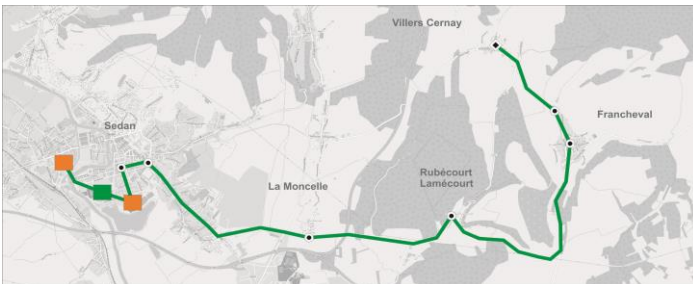 Villers Cernay
Francheval
Sedan
Rubécourt
Lamécourt
La Moncelle